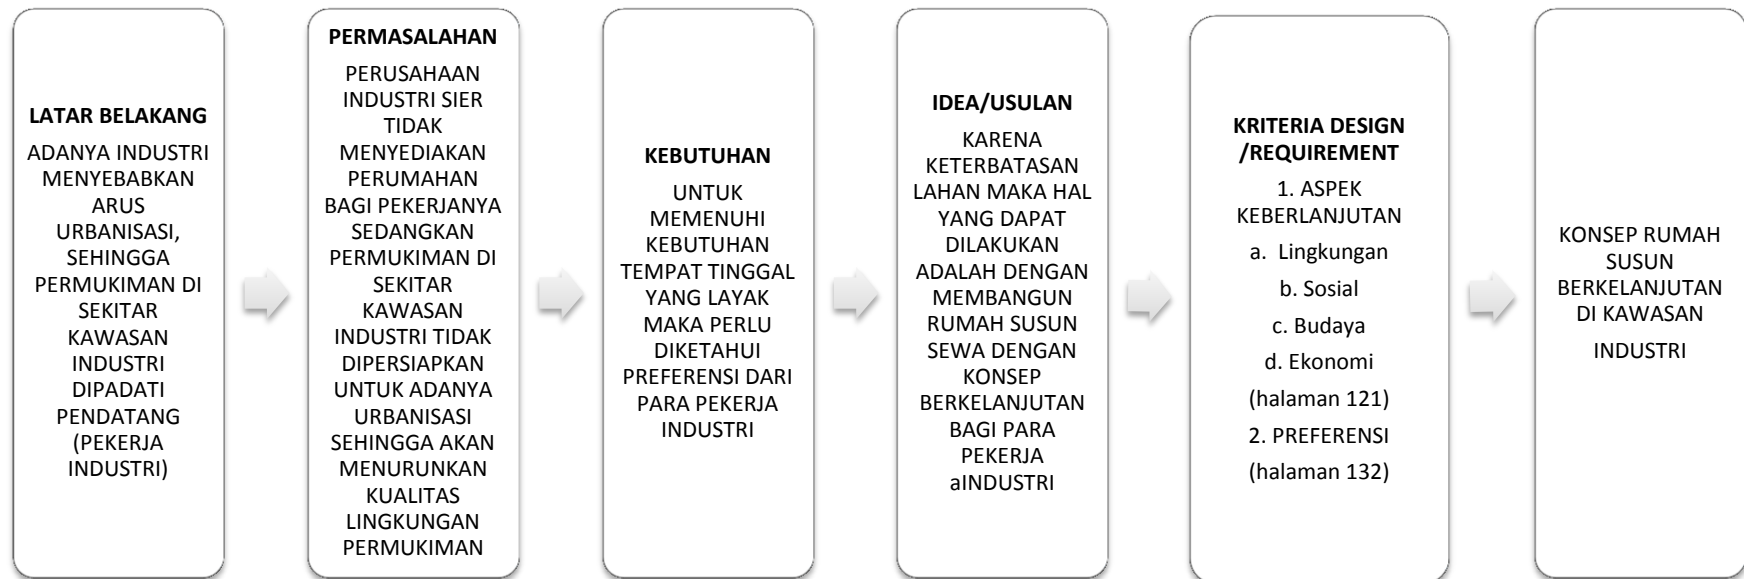 LATAR BELAKANG
ADANYA INDUSTRI
MENYEBABKAN
ARUS
URBANISASI,
SEHINGGA
PERMUKIMAN DI
SEKITAR
KAWASAN
INDUSTRI
DIPADATI
PENDATANG
(PEKERJA
INDUSTRI)
PERMASALAHAN
PERUSAHAAN
INDUSTRI SIER
TIDAK
MENYEDIAKAN
PERUMAHAN
BAGI PEKERJANYA
SEDANGKAN
PERMUKIMAN DI
SEKITAR
KAWASAN
INDUSTRI TIDAK
DIPERSIAPKAN
UNTUK ADANYA
URBANISASI
SEHINGGA AKAN
MENURUNKAN
KUALITAS
LINGKUNGAN
PERMUKIMAN
KEBUTUHAN
UNTUK
MEMENUHI
KEBUTUHAN
TEMPAT TINGGAL
YANG LAYAK
MAKA PERLU
DIKETAHUI
PREFERENSI DARI
PARA PEKERJA
INDUSTRI
IDEA/USULAN
KARENA
KETERBATASAN
LAHAN MAKA HAL
YANG DAPAT
DILAKUKAN
ADALAH DENGAN
MEMBANGUN
RUMAH SUSUN
SEWA DENGAN
KONSEP
BERKELANJUTAN
BAGI PARA
PEKERJA
aINDUSTRI
KRITERIA DESIGN
/REQUIREMENT
1. ASPEK
KEBERLANJUTAN
a. Lingkungan
b. Sosial
c. Budaya
d. Ekonomi
(halaman 121)
2. PREFERENSI
(halaman 132)
KONSEP RUMAH
SUSUN
BERKELANJUTAN
DI KAWASAN
INDUSTRI